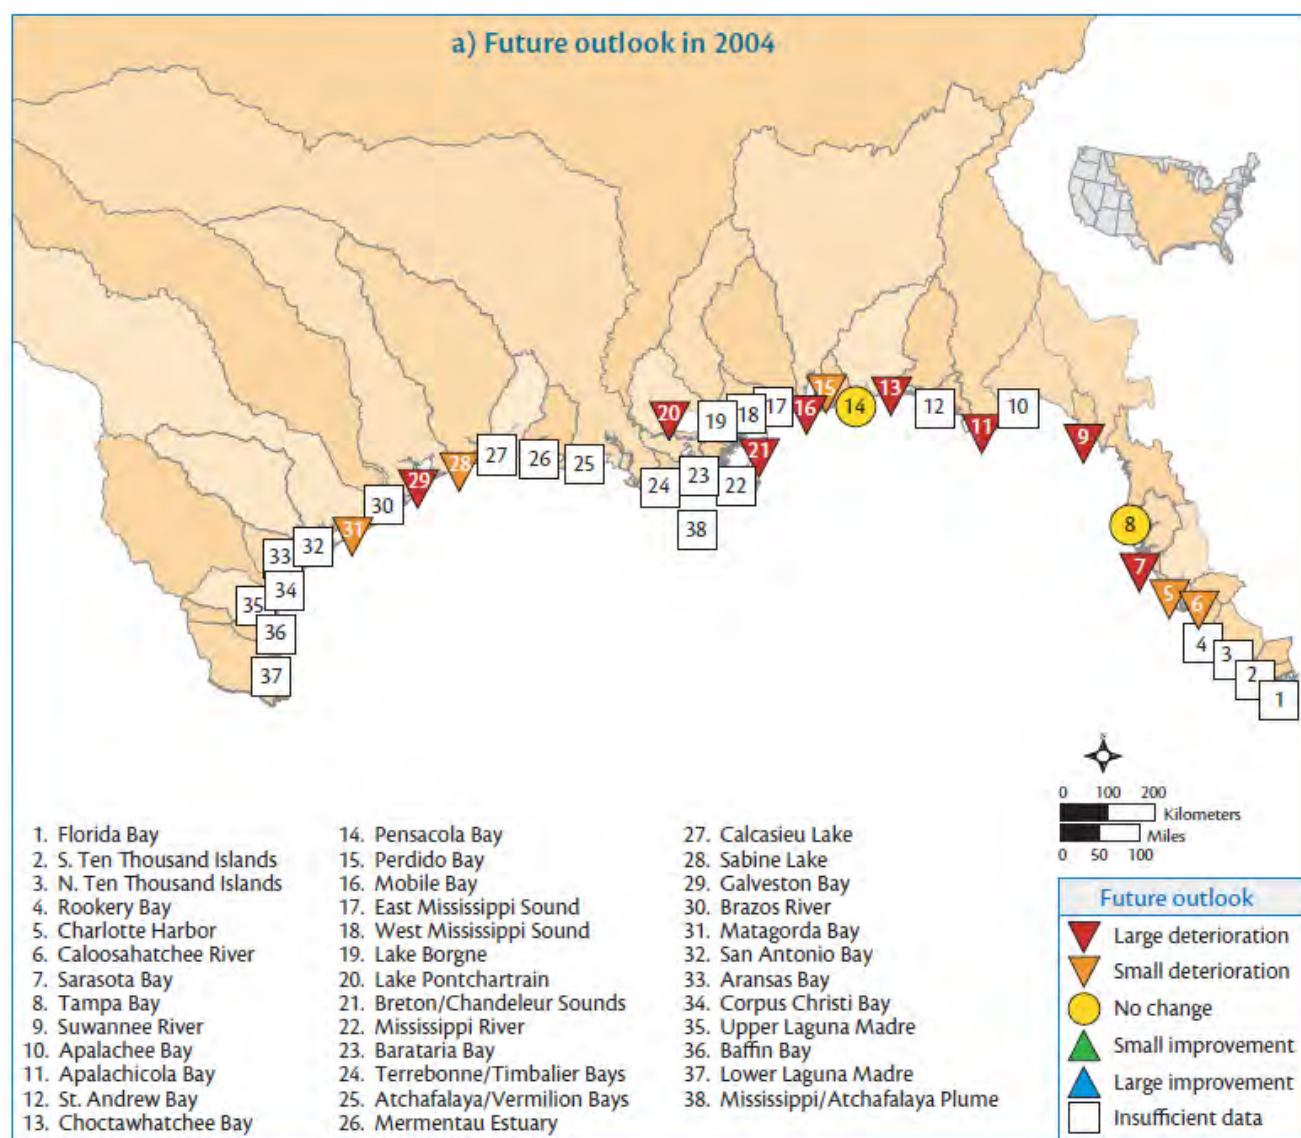 a) Future outlook in 2004
20
19
18
17
16
15
14
13
12
11
10
9
21
29
28
27
26
25
24
23
22
38
30
31
32
33
34
35
36
37
8
7
5
6
4
3
2
1
N
0 100 200
Kilometers
Miles
0 50 100
1. Florida Bay
2. S. Ten Thousand Islands
3. N. Ten Thousand Islands
4. Rookery Bay
5. Charlotte Harbor
6. Caloosahatchee River
7. Sarasota Bay
8. Tampa Bay
9. Suwannee River
10. Apalachee Bay
11. Apalachicola Bay
12. St. Andrew Bay
13. Choctawhatchee Bay
14. Pensacola Bay
15. Perdido Bay
16. Mobile Bay
17. East Mississippi Sound
18. West Mississippi Sound
19. Lake Borgne
20. Lake Pontchartrain
21. Breton/Chandeleur Sounds
22. Mississippi River
23. Barataria Bay
24. Terrebonne/Timbalier Bays
25. Atchafalaya/Vermilion Bays
26. Mermentau Estuary
27. Calcasieu Lake
28. Sabine Lake
29. Galveston Bay
30. Brazos River
31. Matagorda Bay
32. San Antonio Bay
33. Aransas Bay
34. Corpus Christi Bay
35. Upper Laguna Madre
36. Baffin Bay
37. Lower Laguna Madre
38. Mississippi/Atchafalaya Plume
Future outlook
Large deterioration
Small deterioration
No change
Small improvement
Large improvement
Insufficient data